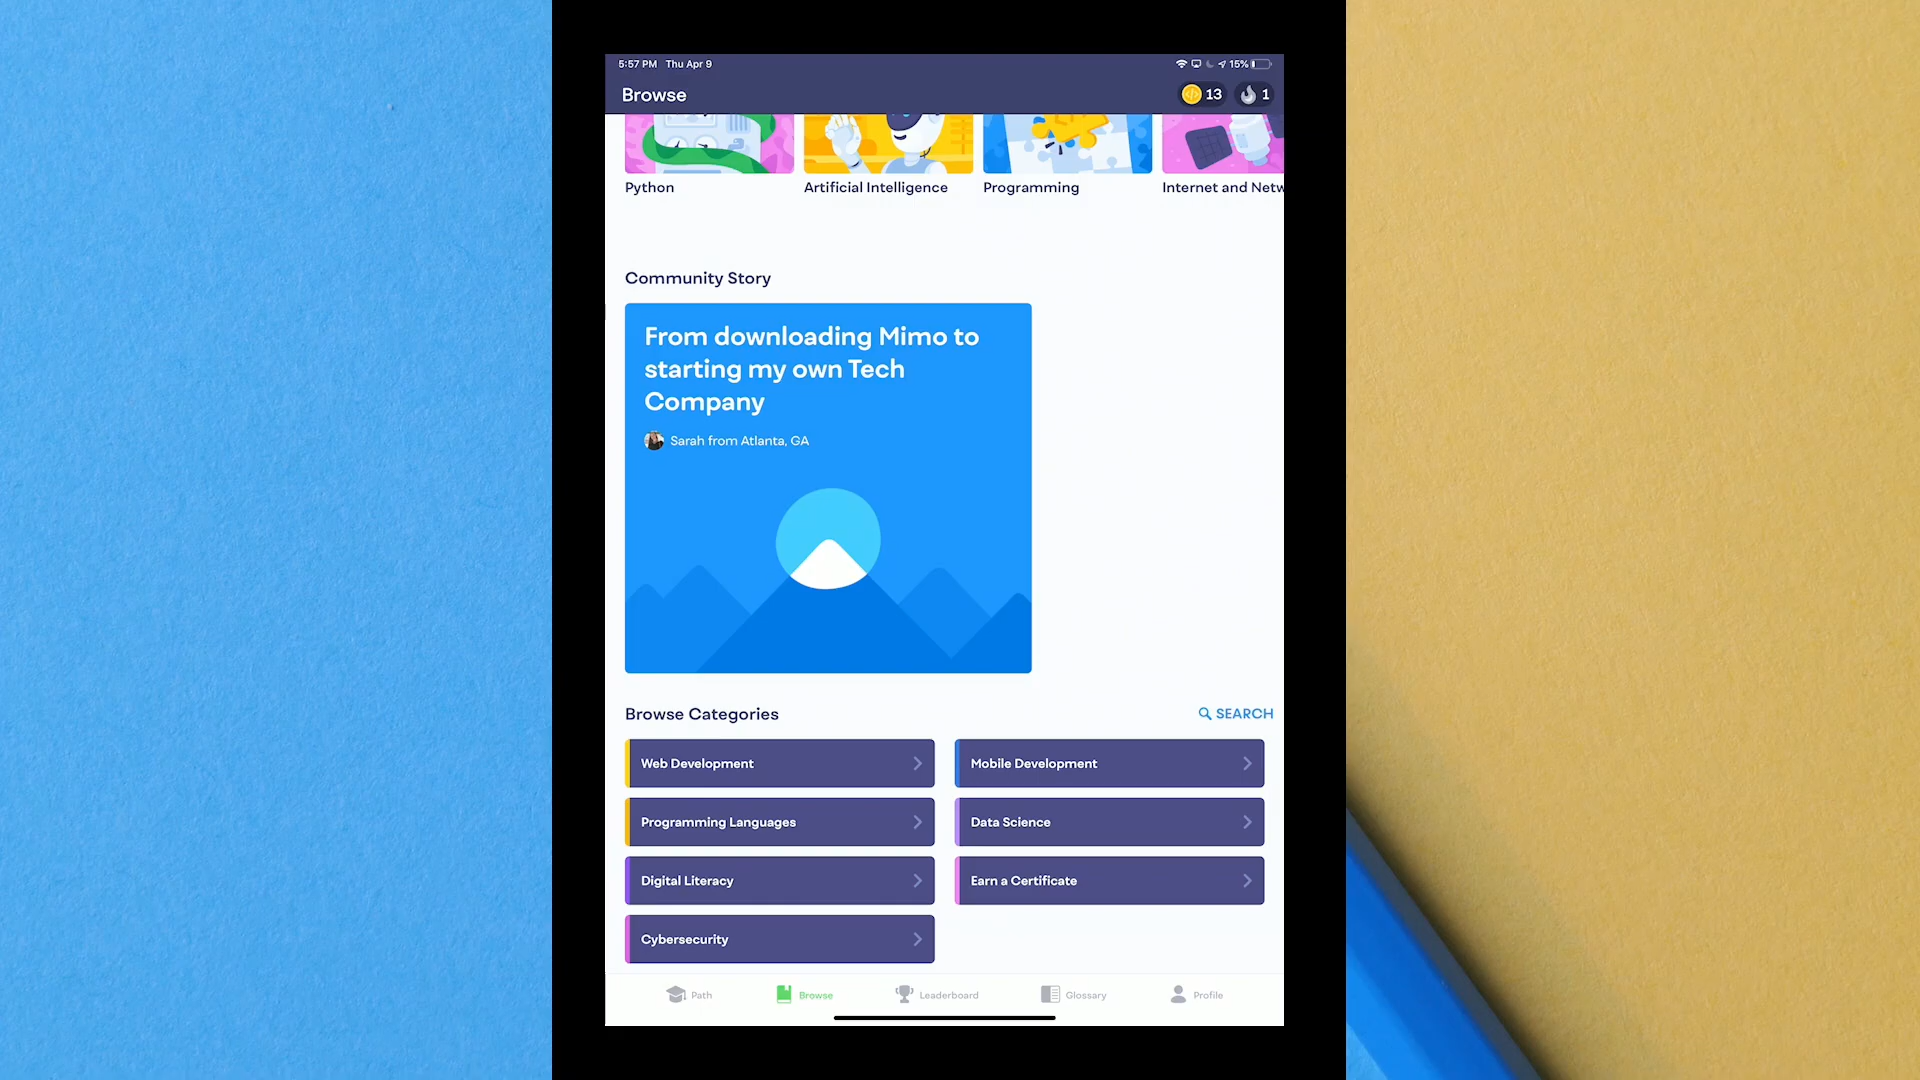 5:57 PM Thu Apr 9
15%
Browse
13
1
Python
Artificial Intelligence
Programming
Internet and Netw
Community Story
From downloading Mimo to
starting my own Tech
Company
Sarah from Atlanta, GA
Browse Categories
SEARCH
Web Development
Mobile Development
Programming Languages
Data Science
Digital Literacy
Earn a Certificate
Cybersecurity
Path
Browse
Leaderboard
Glossary
Profile